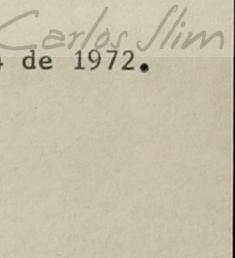 Carlos Slim
de 1972.